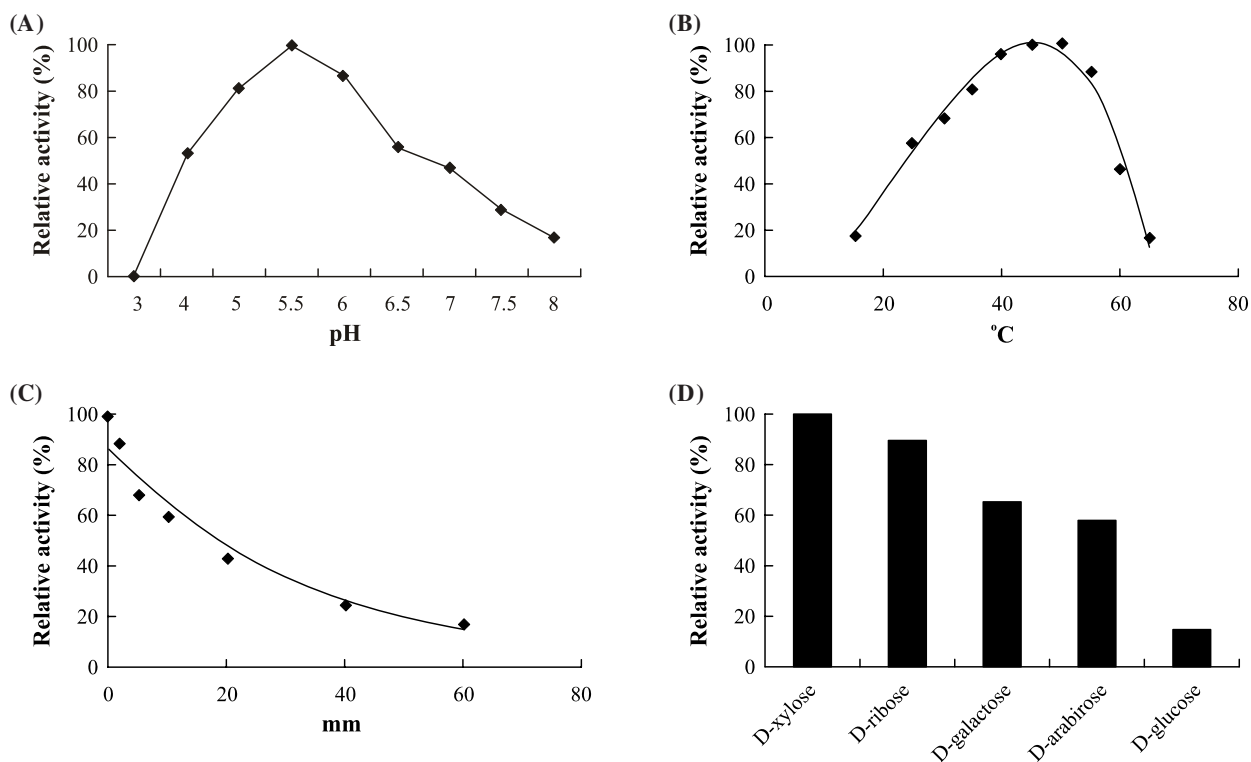 (A)
Relative activity (%)
100
80
60
40
20
0
3 4 5 5.5 6 6.5 7 7.5 8
pH
(B)
Relative activity (%)
100
80
60
40
20
0
0 20 40 60 80
°C
(C)
Relative activity (%)
100
80
60
40
20
0
0 20 40 60 80
mm
(D)
Relative activity (%)
100
80
60
40
20
0
D-xylose
D-ribose
D-galactose
D-arabirose
D-glucose